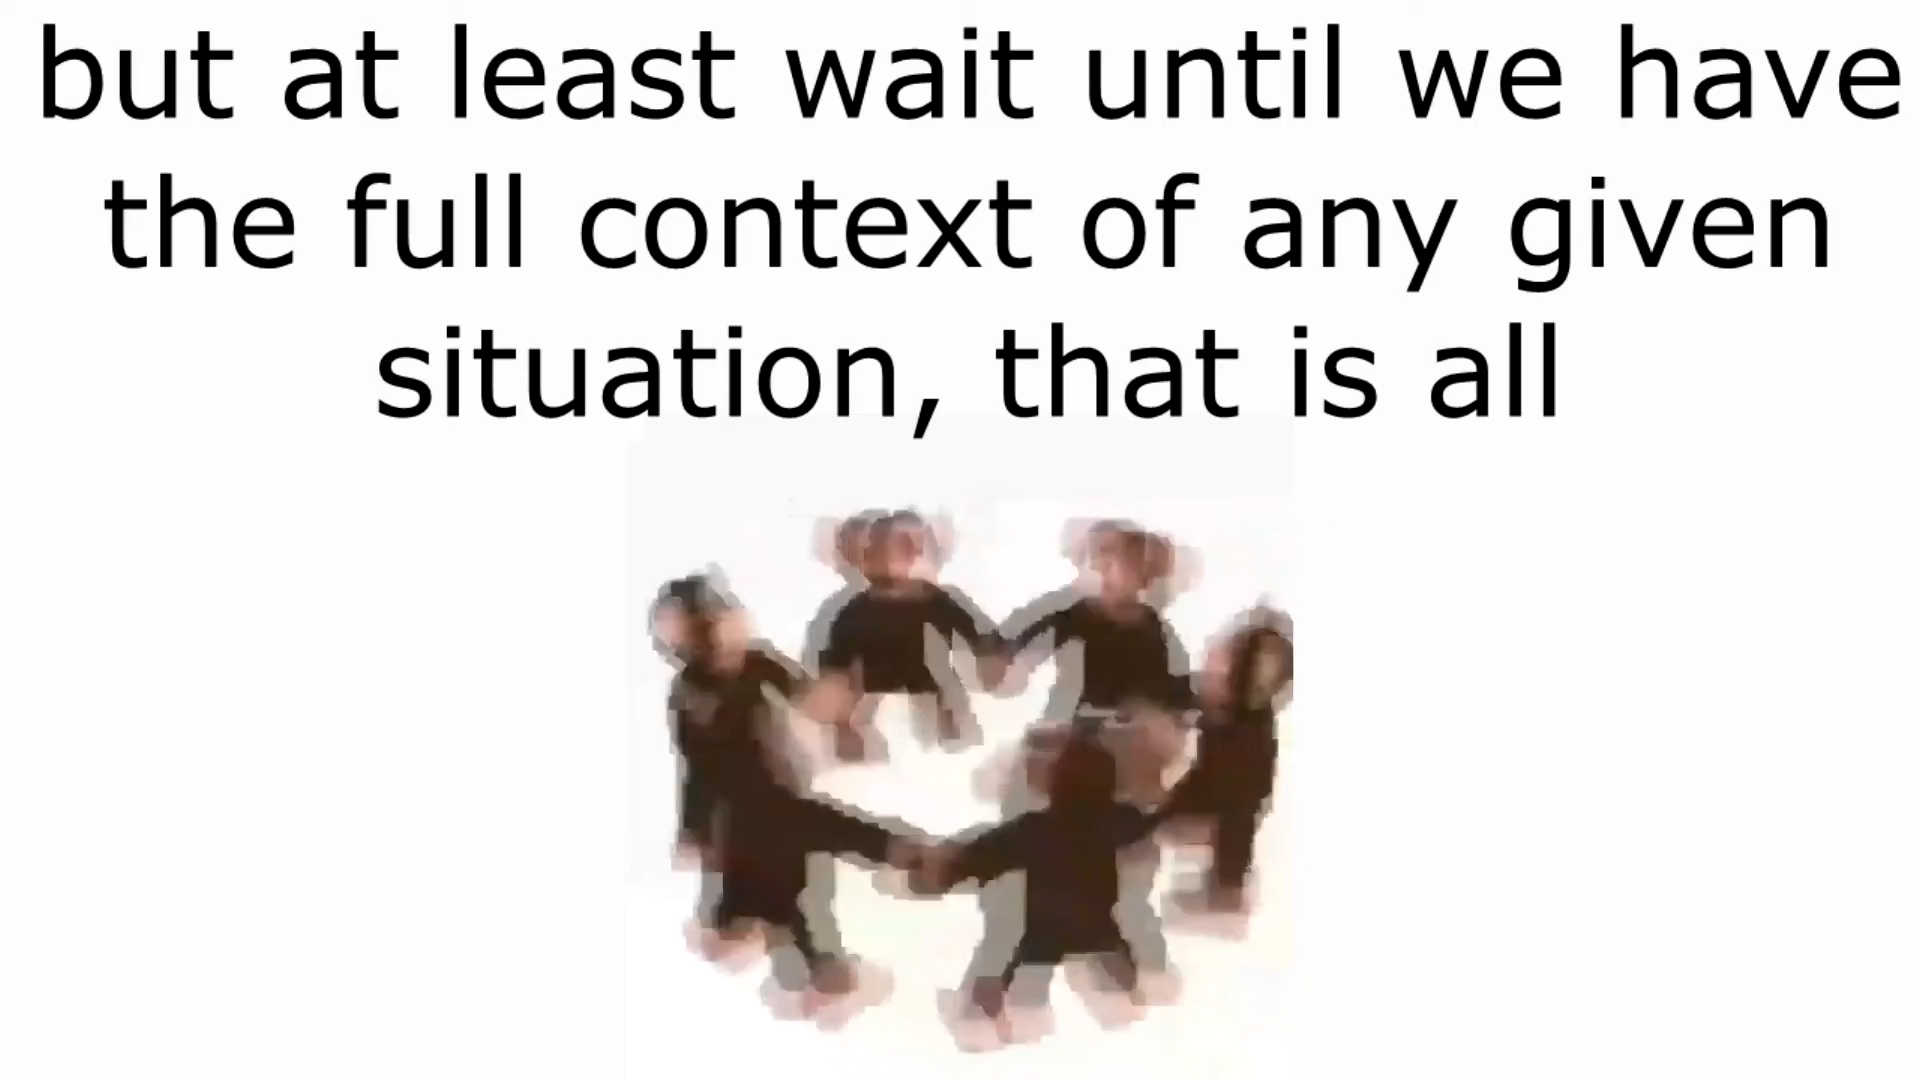 but at least wait until we have
the full context of any given
situation, that is all